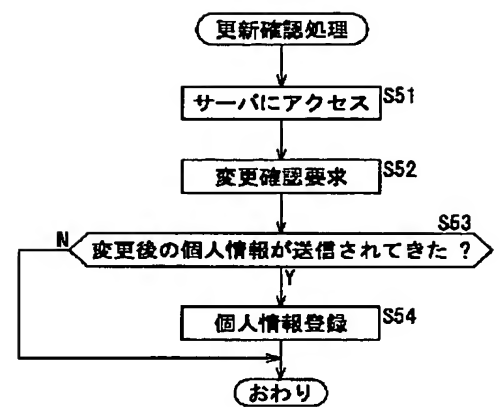 更新確認処理
サーバにアクセス S51
変更確認要求 S52
S53
N 変更後の個人情報が送信されてきた ?
Y
個人情報登録 S54
おわり